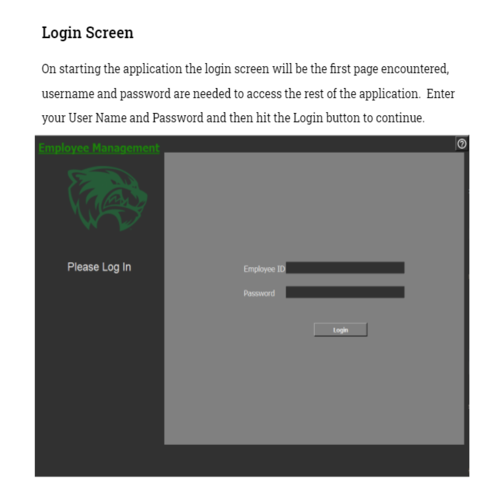 Login Screen
On starting the application the login screen will be the first page encountered,
username and password are needed to access the rest of the application.  Enter
your User Name and Password and then hit the Login button to continue.
Employee Management
?
Please Log In
Employee ID
Password
Login